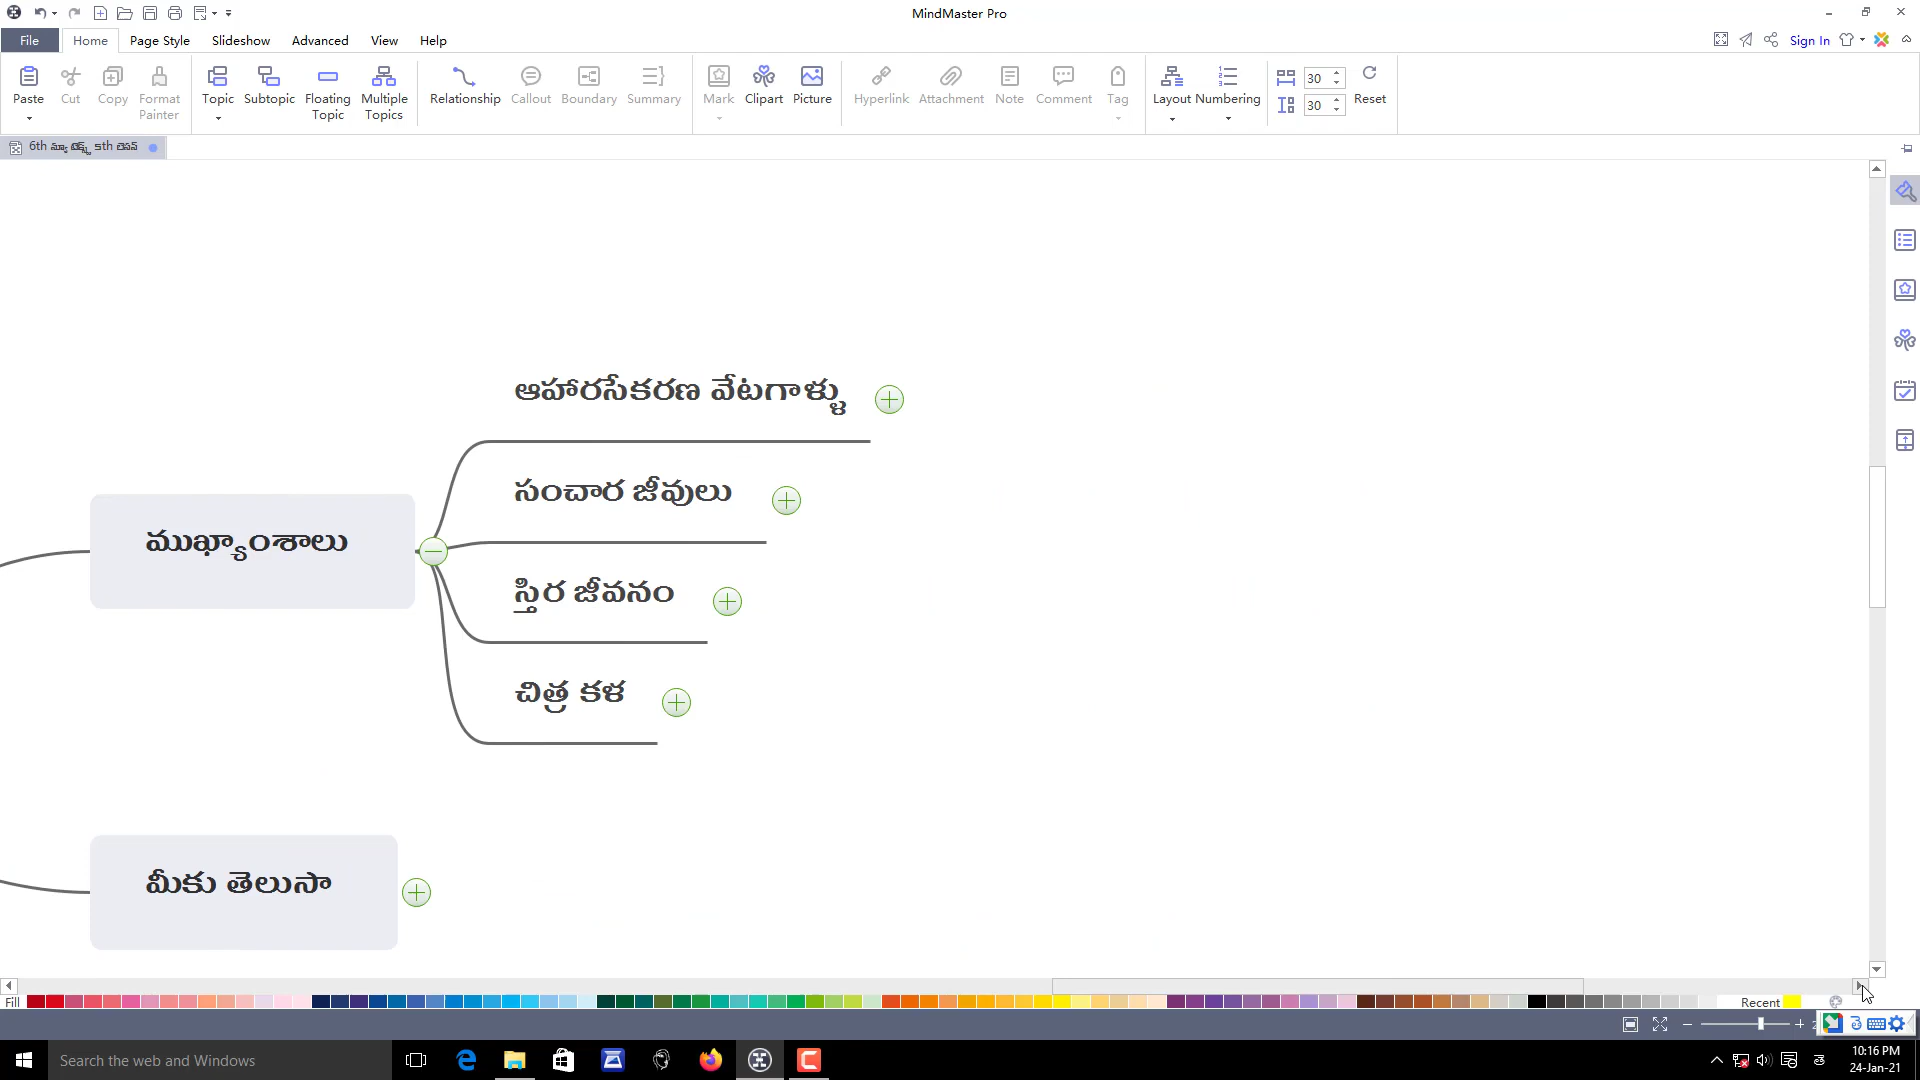 MindMaster Pro
File Home Page Style Slideshow Advanced View Help Sign In
Paste Cut Copy Format Painter Topic Subtopic Floating Topic Multiple Topics Relationship Callout Boundary Summary Mark Clipart Picture Hyperlink Attachment Note Comment Tag Layout Numbering 30 30 Reset
ఆహారసేకరణ వేటగాళ్ళు
సంచార జీవులు
ముఖ్యాంశాలు
స్తిర జీవనం
చిత్ర కళ
మీకు తెలుసా
Fill Recent
Search the web and Windows
10:16 PM
24-Jan-21